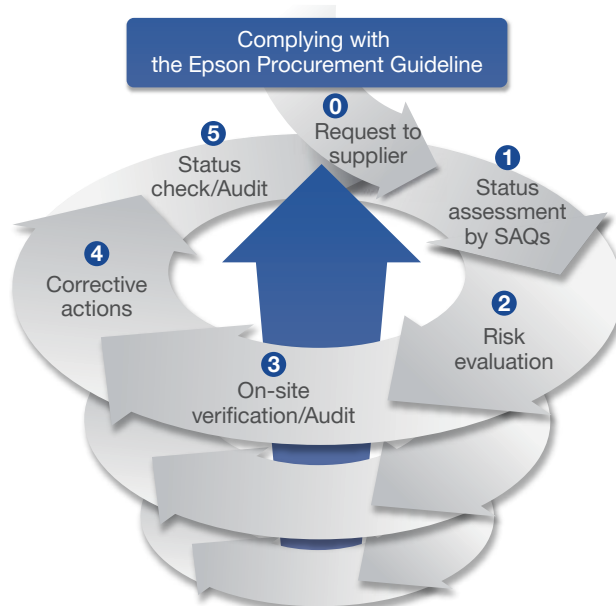 Complying with
the Epson Procurement Guideline
0
Request to
supplier
1
Status
assessment
by SAQs
2
Risk
evaluation
3
On-site
verification/Audit
4
Corrective
actions
5
Status
check/Audit